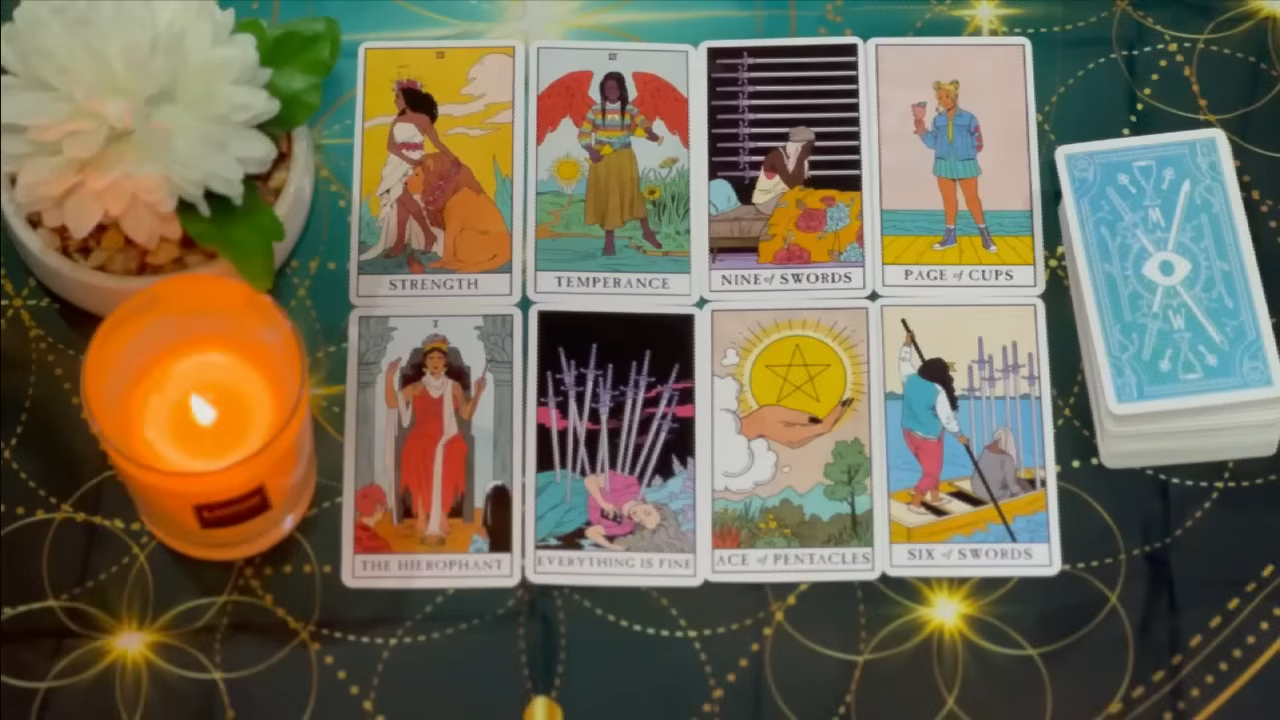 STRENGTH
TEMPERANCE
NINE of SWORDS
PAGE of CUPS
I
THE HIEROPHANT
EVERYTHING IS FINE
ACE of PENTACLES
SIX of SWORDS
M
W